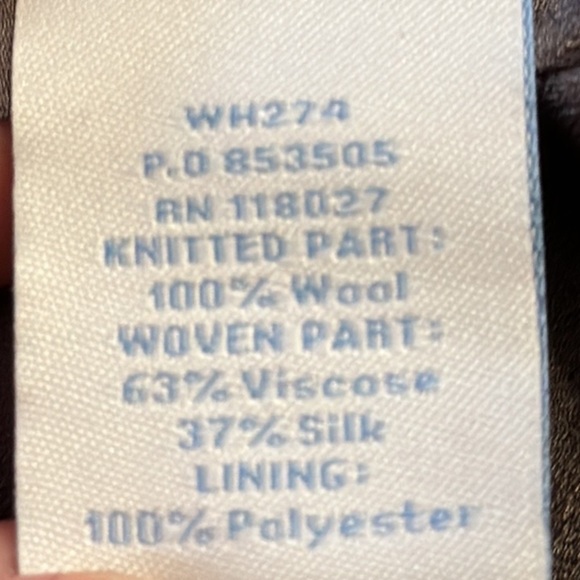 WH274
P.O 853505
RN 118027
KNITTED PART:
100% Wool
WOVEN PART:
63% Viscose
37% Silk
LINING:
100% Polyester